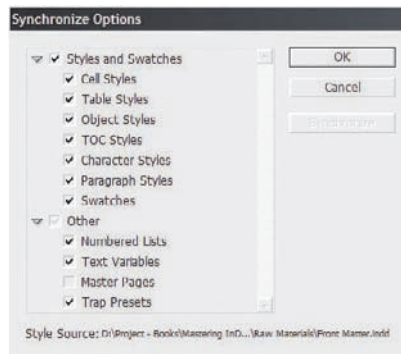 Synchronize Options
Styles and Swatches
Cell Styles
Table Styles
Object Styles
TOC Styles
Character Styles
Paragraph Styles
Swatches
Other
Numbered Lists
Text Variables
Master Pages
Trap Presets
OK
Cancel
Synchronize
Style Source: D:\Project - Books\Mastering InD...\Raw Materials\Front Matter.indd